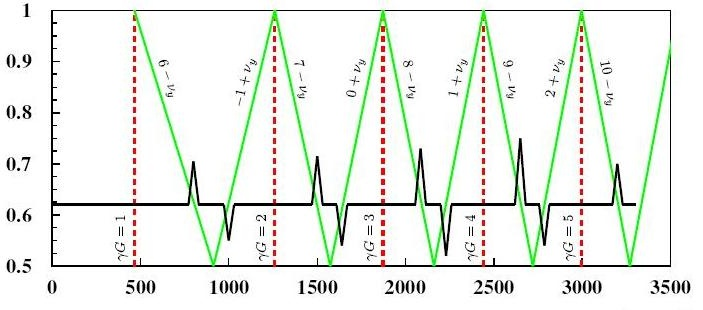 1
0.9
0.8
0.7
0.6
0.5
6 − νy
−1 + νy
7 − νy
0 + νy
8 − νy
1 + νy
9 − νy
2 + νy
10 − νy
γG = 1
γG = 2
γG = 3
γG = 4
γG = 5
0 500 1000 1500 2000 2500 3000 3500